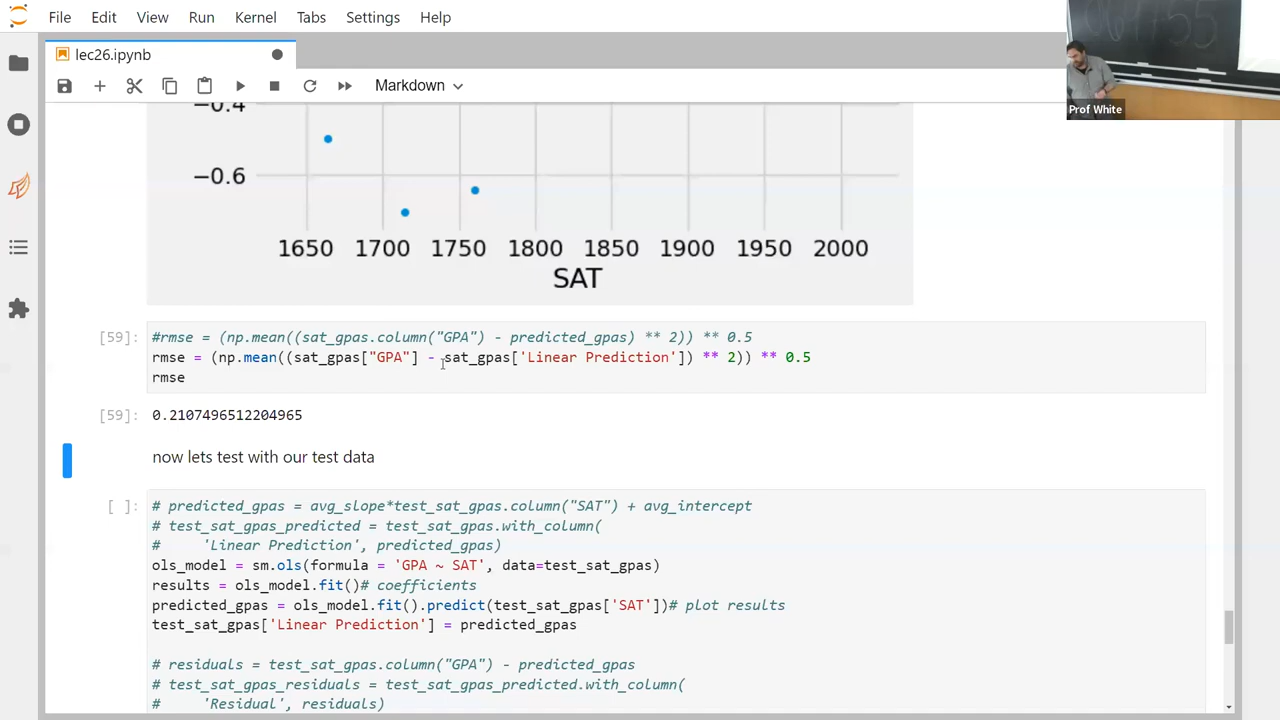 File Edit View Run Kernel Tabs Settings Help
lec26.ipynb
Markdown
Prof White
−0.4
−0.6
1650 1700 1750 1800 1850 1900 1950 2000
SAT
[59]:
#rmse = (np.mean((sat_gpas.column("GPA") - predicted_gpas) ** 2)) ** 0.5
rmse = (np.mean((sat_gpas["GPA"] - sat_gpas['Linear Prediction']) ** 2)) ** 0.5
rmse
[59]:
0.2107496512204965
now lets test with our test data
[ ]:
# predicted_gpas = avg_slope*test_sat_gpas.column("SAT") + avg_intercept
# test_sat_gpas_predicted = test_sat_gpas.with_column(
#     'Linear Prediction', predicted_gpas)
ols_model = sm.ols(formula = 'GPA ~ SAT', data=test_sat_gpas)
results = ols_model.fit()# coefficients
predicted_gpas = ols_model.fit().predict(test_sat_gpas['SAT'])# plot results
test_sat_gpas['Linear Prediction'] = predicted_gpas
# residuals = test_sat_gpas.column("GPA") - predicted_gpas
# test_sat_gpas_residuals = test_sat_gpas_predicted.with_column(
#     'Residual', residuals)